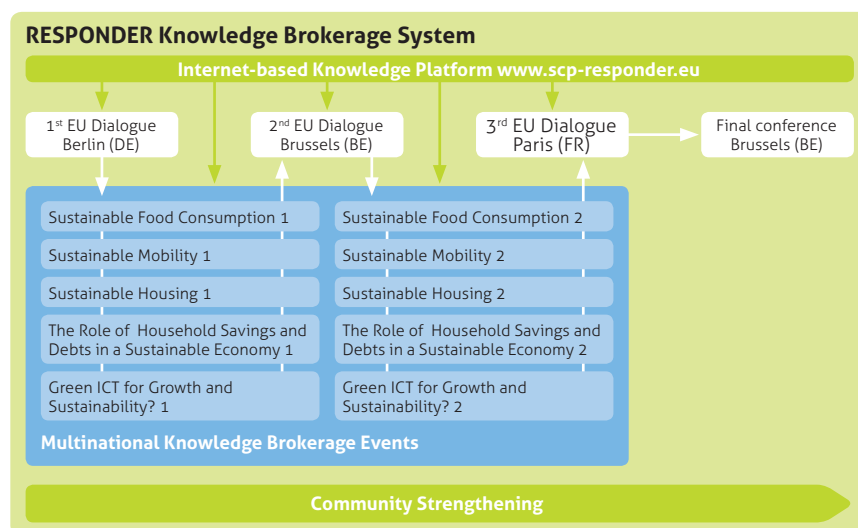 RESPONDER Knowledge Brokerage System
Internet-based Knowledge Platform www.scp-responder.eu
1st EU Dialogue
Berlin (DE)
2nd EU Dialogue
Brussels (BE)
3rd EU Dialogue
Paris (FR)
Final conference
Brussels (BE)
Sustainable Food Consumption 1
Sustainable Mobility 1
Sustainable Housing 1
The Role of Household Savings and
Debts in a Sustainable Economy 1
Green ICT for Growth and
Sustainability? 1
Sustainable Food Consumption 2
Sustainable Mobility 2
Sustainable Housing 2
The Role of Household Savings and
Debts in a Sustainable Economy 2
Green ICT for Growth and
Sustainability? 2
Multinational Knowledge Brokerage Events
Community Strengthening